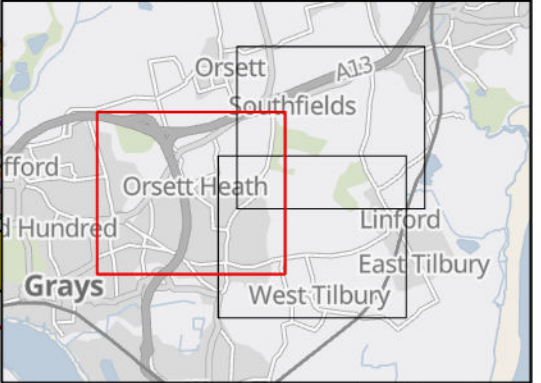 Orsett
A13
Southfields
fford
Orsett Heath
d Hundred
Linford
East Tilbury
Grays
West Tilbury